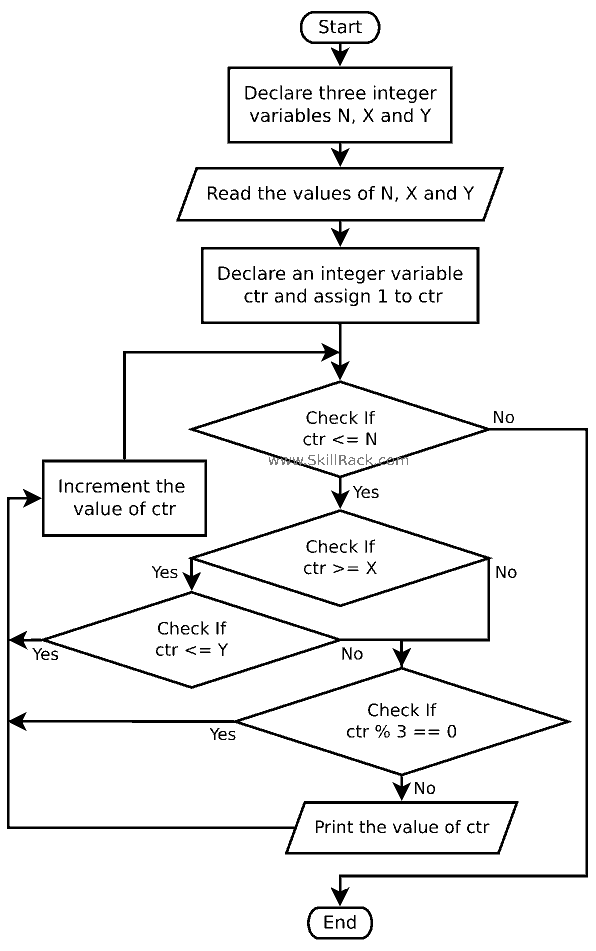 Start
Declare three integer
variables N, X and Y
Read the values of N, X and Y
Declare an integer variable
ctr and assign 1 to ctr
Check If
ctr <= N
No
www.SkillRack.com
Increment the
value of ctr
Yes
Check If
ctr >= X
Yes
No
Check If
ctr <= Y
Yes
No
Check If
ctr % 3 == 0
Yes
No
Print the value of ctr
End